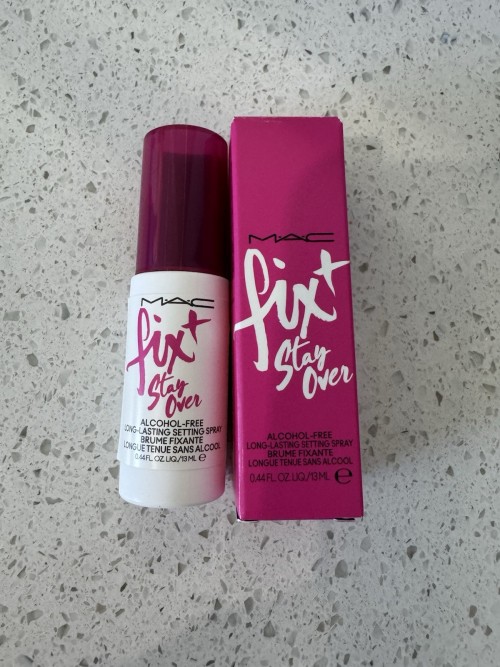 M·A·C
fix+
Stay
Over
ALCOHOL-FREE
LONG-LASTING SETTING SPRAY
BRUME FIXANTE
LONGUE TENUE SANS ALCOOL
0.44 FL. OZ. LIQ./13 ML ℮
M·A·C
fix+
Stay
Over
ALCOHOL-FREE
LONG-LASTING SETTING SPRAY
BRUME FIXANTE
LONGUE TENUE SANS ALCOOL
0.44 FL. OZ. LIQ./13 ML ℮